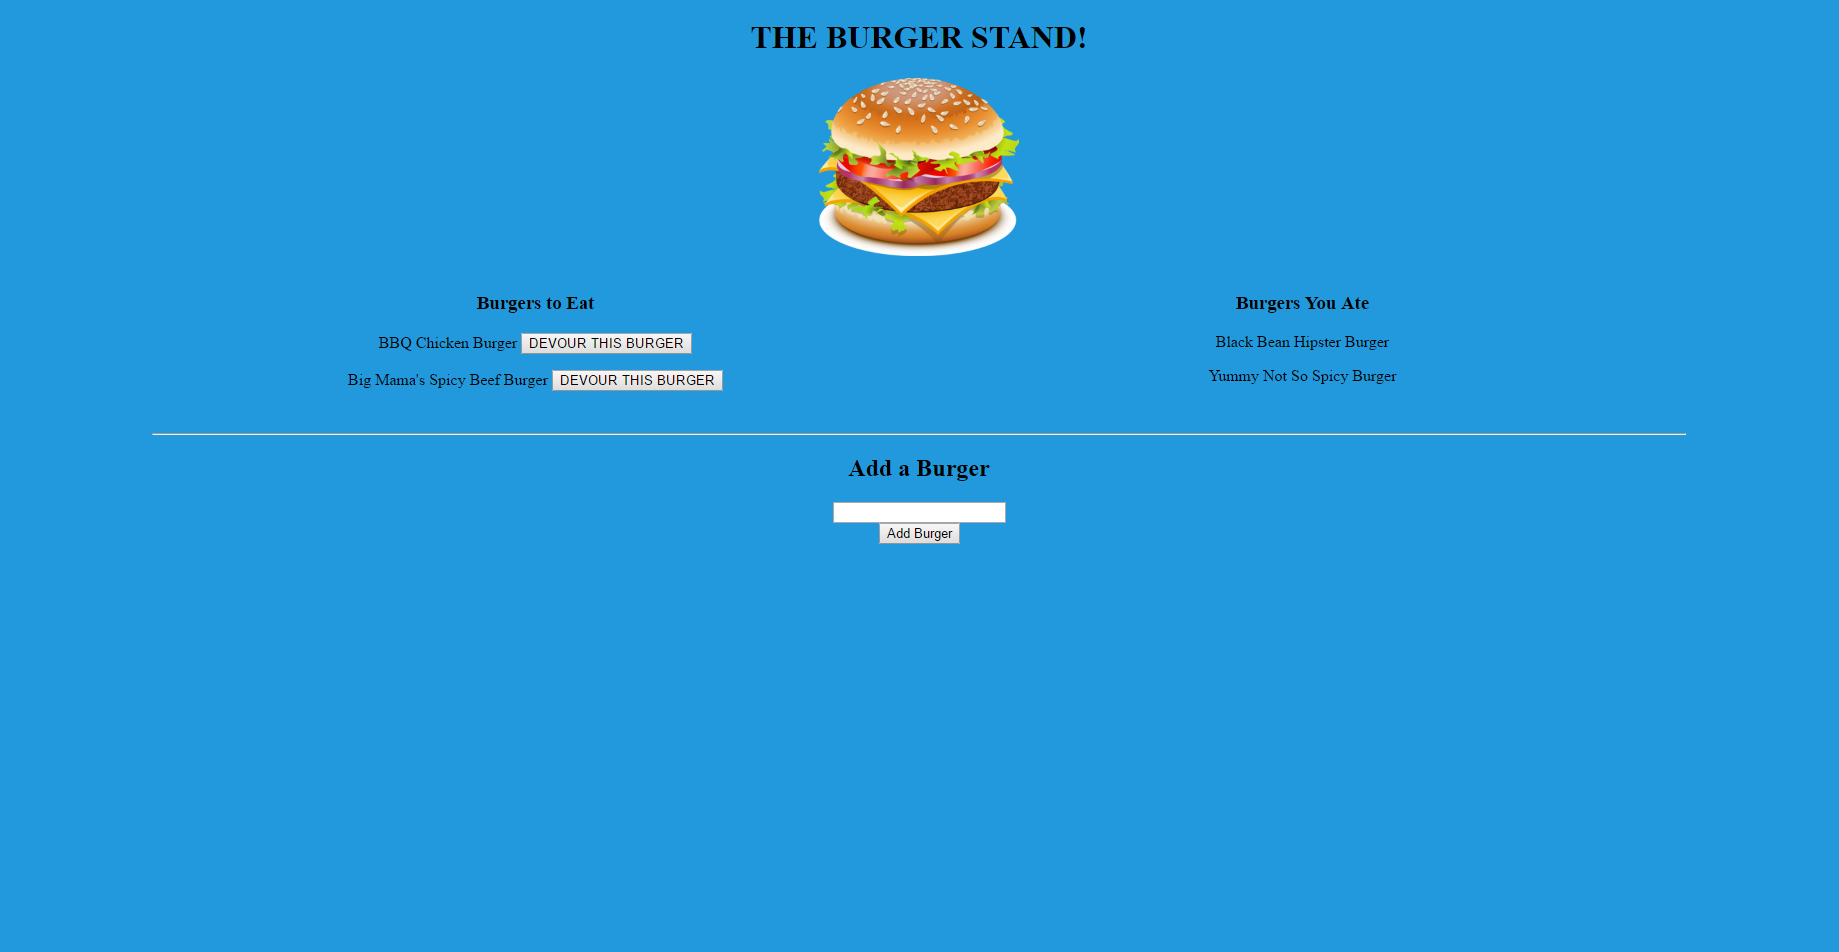 THE BURGER STAND!
Burgers to Eat
BBQ Chicken Burger DEVOUR THIS BURGER
Big Mama's Spicy Beef Burger DEVOUR THIS BURGER
Burgers You Ate
Black Bean Hipster Burger
Yummy Not So Spicy Burger
Add a Burger
Add Burger